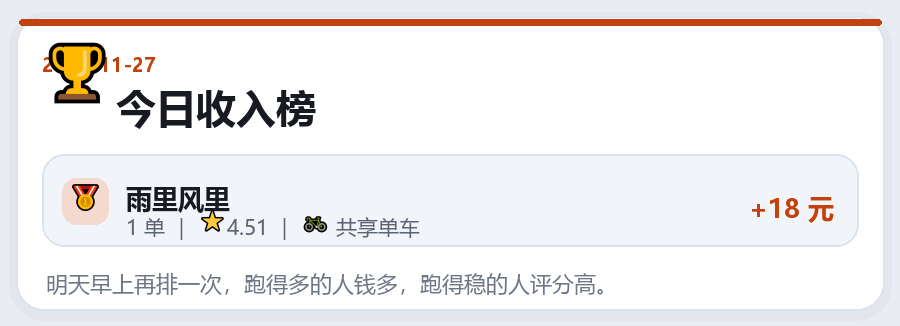 11-27
今日收入榜
雨里风里
1 单 | 4.51 | 共享单车
+18 元
明天早上再排一次，跑得多的人钱多，跑得稳的人评分高。